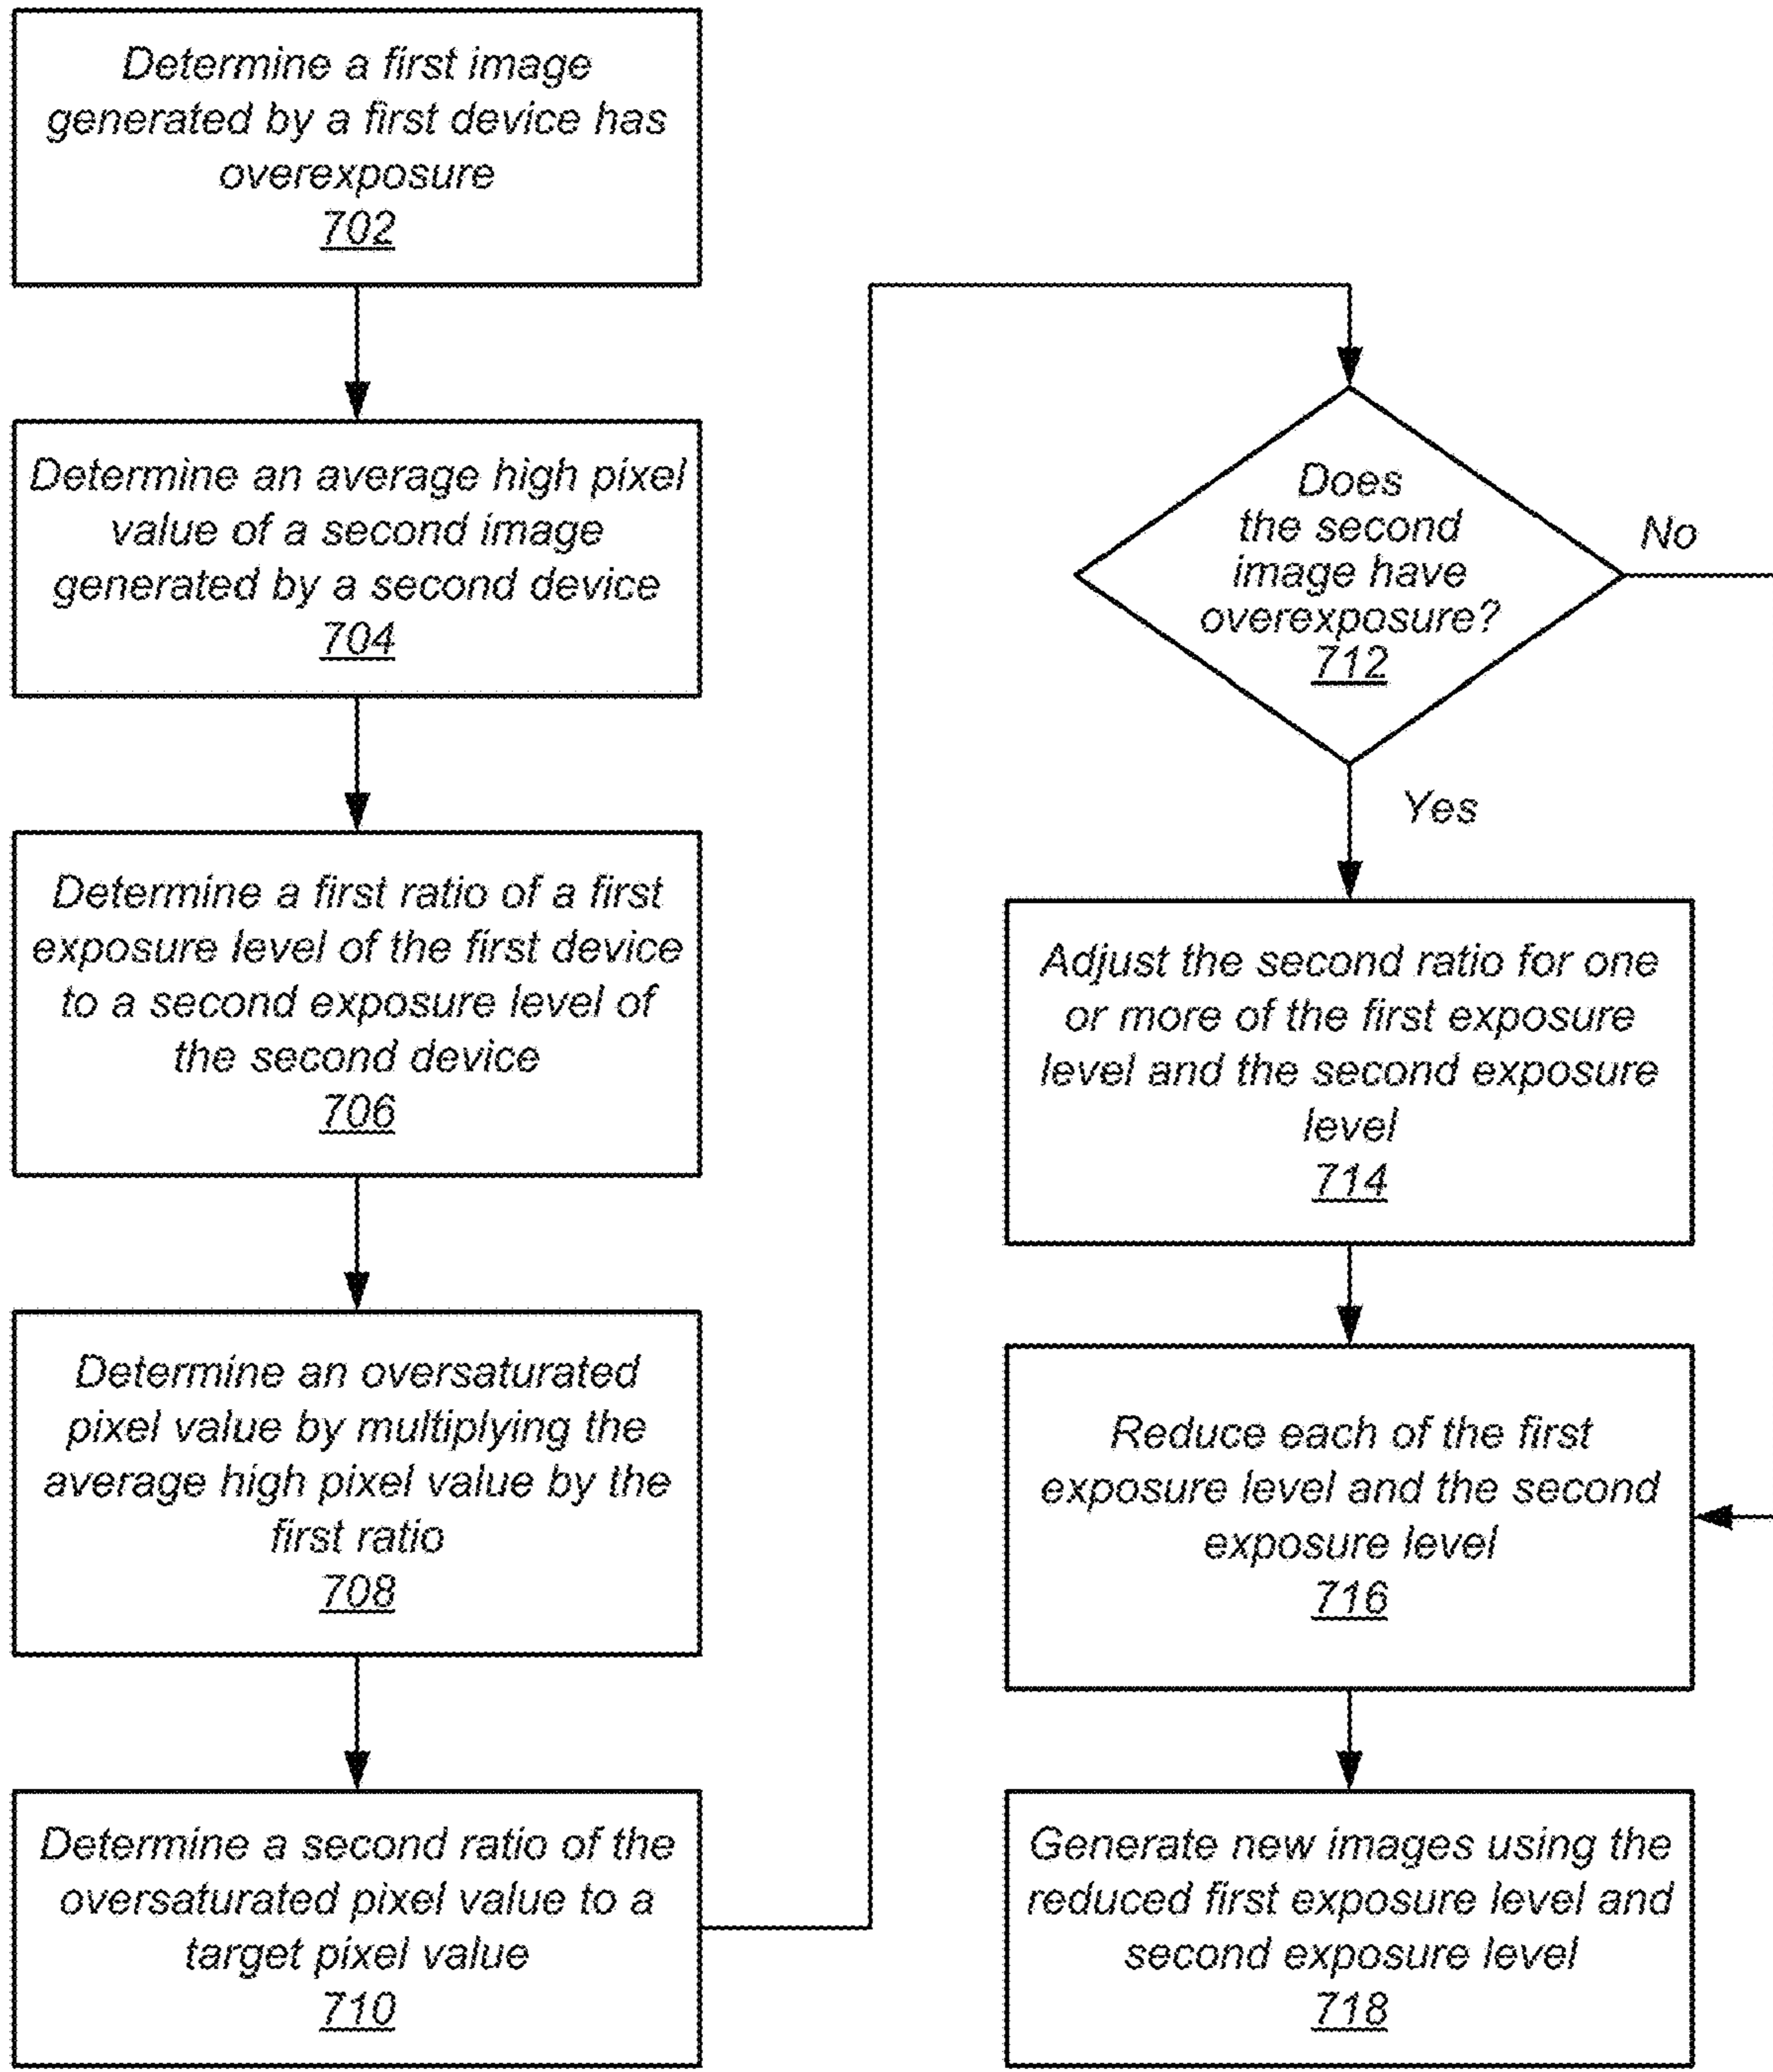 Determine a first image
generated by a first device has
overexposure
702
Determine an average high pixel
value of a second image
generated by a second device
704
Determine a first ratio of a first
exposure level of the first device
to a second exposure level of
the second device
706
Determine an oversaturated
pixel value by multiplying the
average high pixel value by the
first ratio
708
Determine a second ratio of the
oversaturated pixel value to a
target pixel value
710
Does
the second
image have
overexposure?
712
No
Yes
Adjust the second ratio for one
or more of the first exposure
level and the second exposure
level
714
Reduce each of the first
exposure level and the second
exposure level
716
Generate new images using the
reduced first exposure level and
second exposure level
718